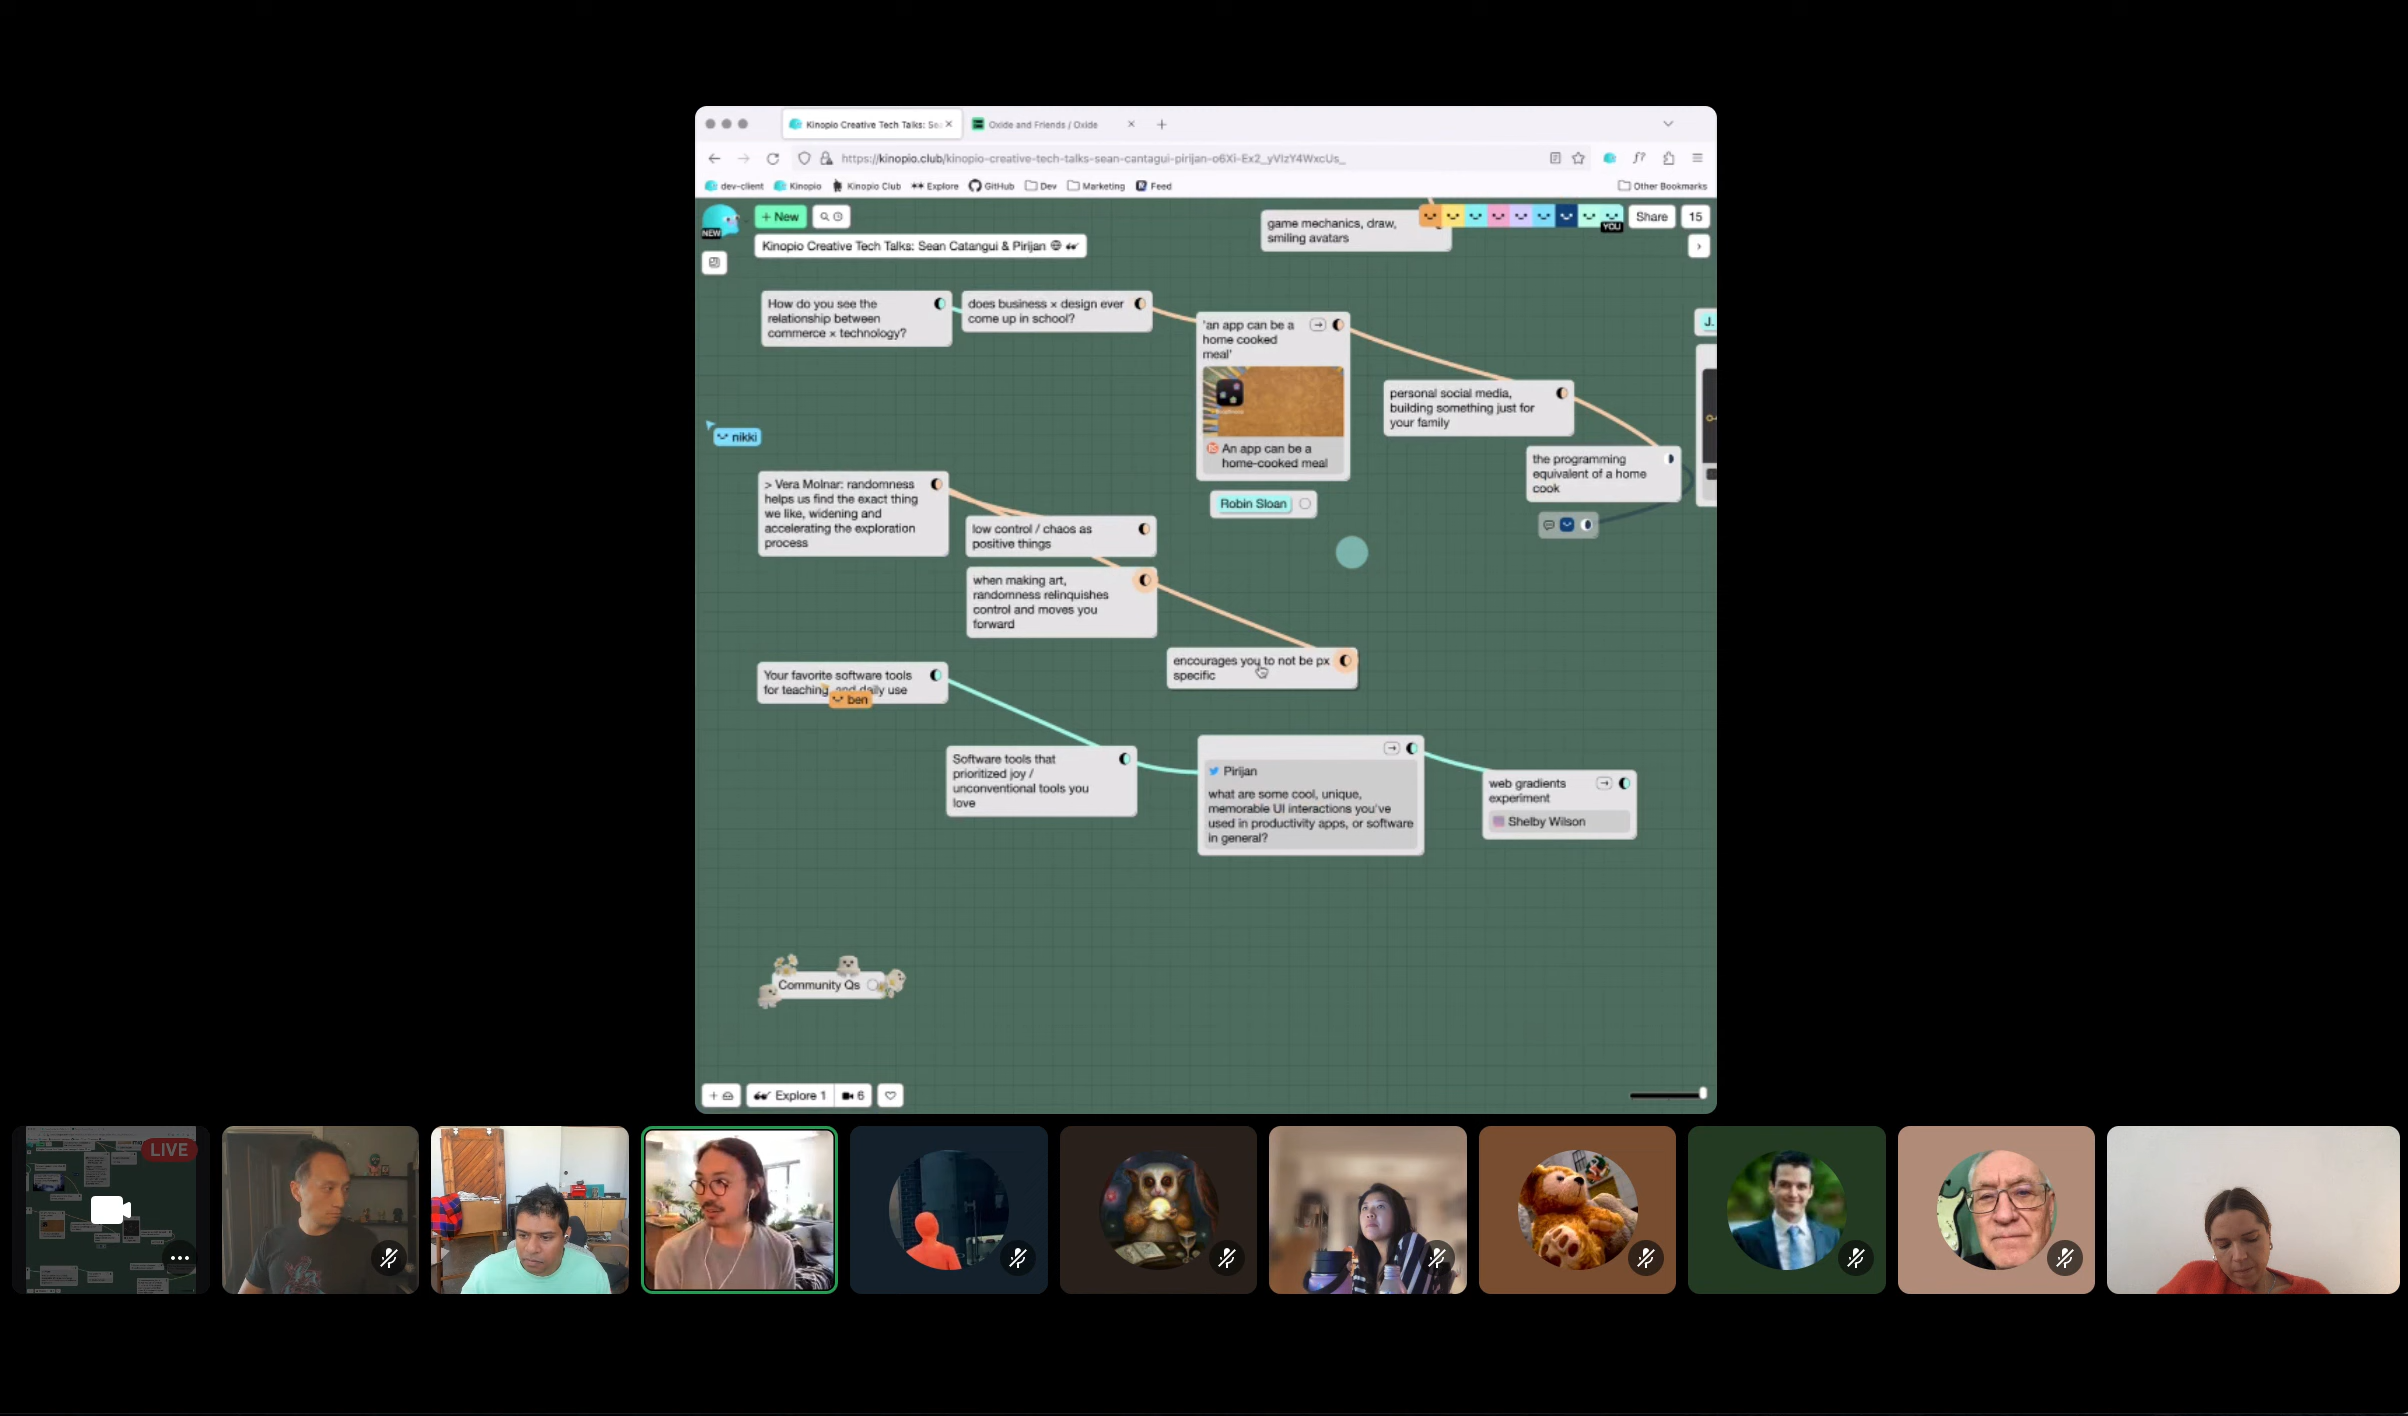 Kinopio Creative Tech Talks: Se
Oxide and Friends / Oxide
https://kinopio.club/kinopio-creative-tech-talks-sean-cantagui-pirijan-o6Xi-Ex2_yVlzY4WxcUs_
dev-client
Kinopio
Kinopio Club
Explore
GitHub
Dev
Marketing
Feed
Other Bookmarks
NEW
+ New
Kinopio Creative Tech Talks: Sean Catangui & Pirijan
game mechanics, draw,
smiling avatars
YOU
Share
15
How do you see the
relationship between
commerce × technology?
does business × design ever
come up in school?
'an app can be a
home cooked
meal'
An app can be a
home-cooked meal
Robin Sloan
personal social media,
building something just for
your family
the programming
equivalent of a home
cook
J.
nikki
> Vera Molnar: randomness
helps us find the exact thing
we like, widening and
accelerating the exploration
process
low control / chaos as
positive things
when making art,
randomness relinquishes
control and moves you
forward
encourages you to not be px
specific
Your favorite software tools
for teaching, and daily use
ben
Software tools that
prioritized joy /
unconventional tools you
love
Pirijan
what are some cool, unique,
memorable UI interactions you've
used in productivity apps, or software
in general?
web gradients
experiment
Shelby Wilson
Community Qs
Explore 1
6
LIVE